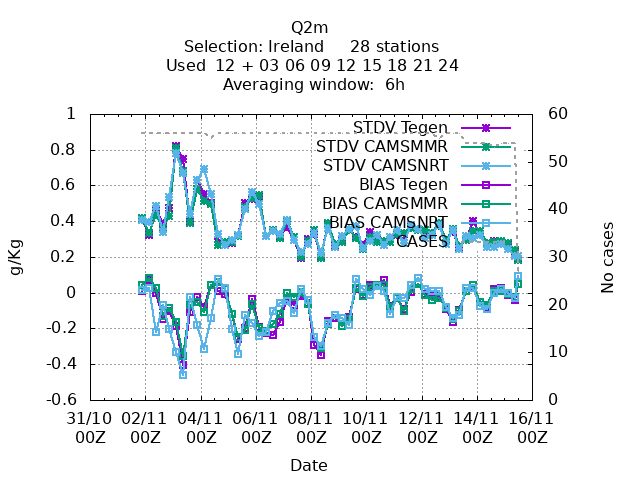 Q2m
Selection: Ireland     28 stations
Used  12 + 03 06 09 12 15 18 21 24
Averaging window:  6h
g/Kg
1
0.8
0.6
0.4
0.2
0
-0.2
-0.4
-0.6
STDV Tegen
STDV CAMSMMR
STDV CAMSNRT
BIAS Tegen
BIAS CAMSMMR
BIAS CAMSNRT
CASES
60
50
40
30
20
10
0
No cases
31/10 02/11 04/11 06/11 08/11 10/11 12/11 14/11 16/11
00Z 00Z 00Z 00Z 00Z 00Z 00Z 00Z 00Z
Date